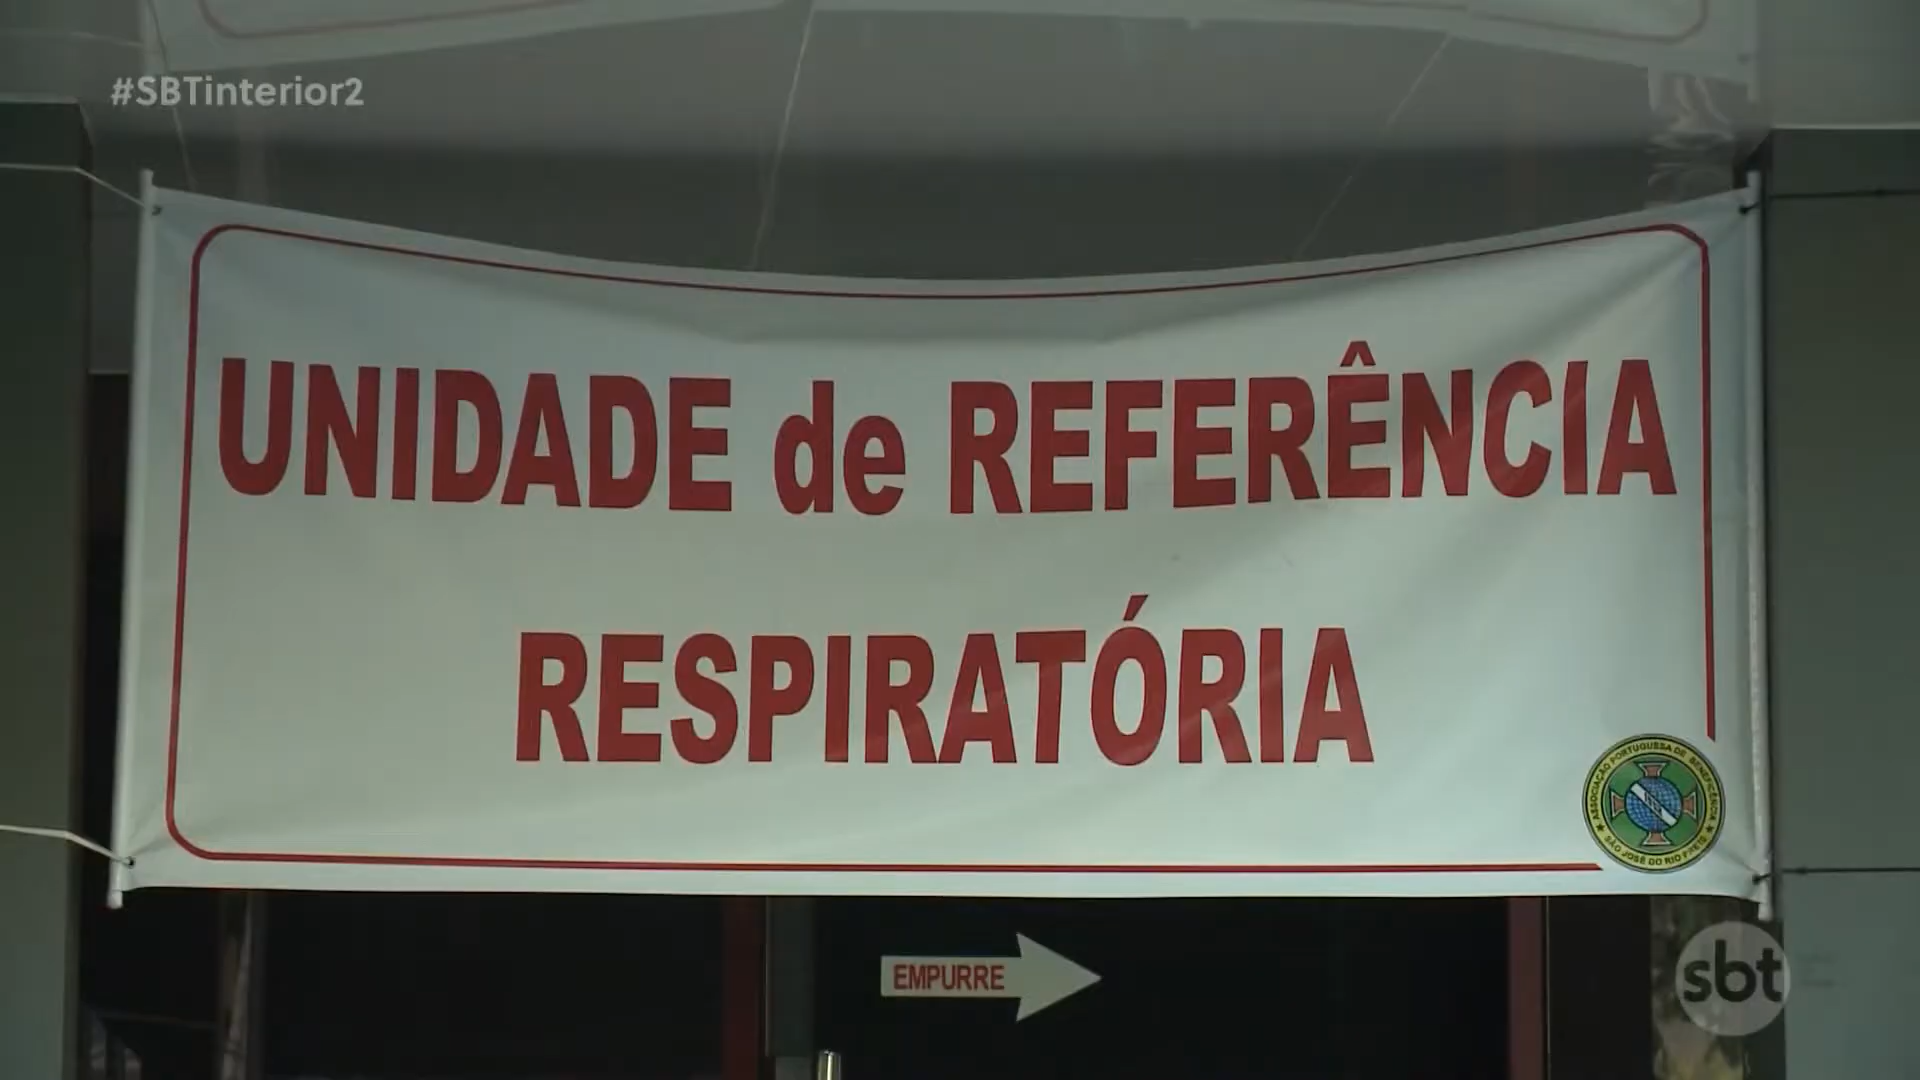 #SBTinterior2
UNIDADE de REFERÊNCIA
RESPIRATÓRIA
ASSOCIAÇÃO PORTUGUESA DE BENEFICÊNCIA
SÃO JOSÉ DO RIO PRETO
EMPURRE
sbt